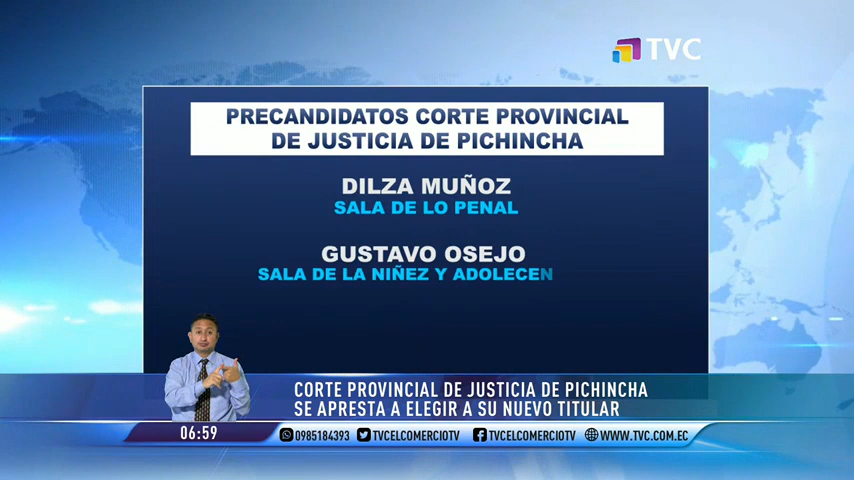 TVC
PRECANDIDATOS CORTE PROVINCIAL
DE JUSTICIA DE PICHINCHA
DILZA MUÑOZ
SALA DE LO PENAL
GUSTAVO OSEJO
SALA DE LA NIÑEZ Y ADOLECEN
CORTE PROVINCIAL DE JUSTICIA DE PICHINCHA
SE APRESTA A ELEGIR A SU NUEVO TITULAR
06:59 0985184393 TVCELCOMERCIOTV TVCELCOMERCIOTV WWW.TVC.COM.EC